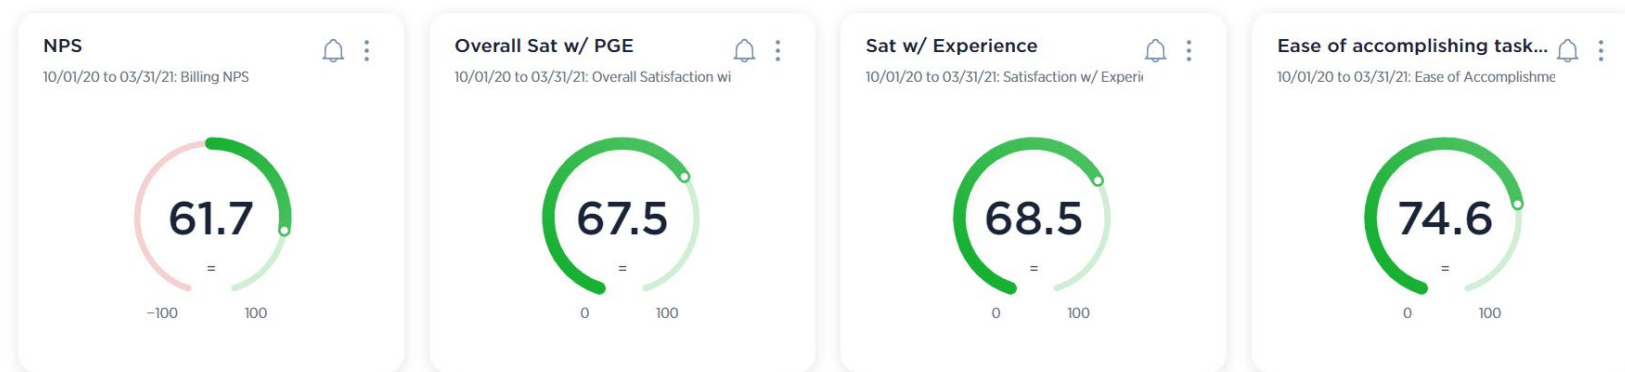 NPS
10/01/20 to 03/31/21: Billing NPS
61.7
=
−100 100
Overall Sat w/ PGE
10/01/20 to 03/31/21: Overall Satisfaction wi
67.5
=
0 100
Sat w/ Experience
10/01/20 to 03/31/21: Satisfaction w/ Experi
68.5
=
0 100
Ease of accomplishing task...
10/01/20 to 03/31/21: Ease of Accomplishme
74.6
=
0 100